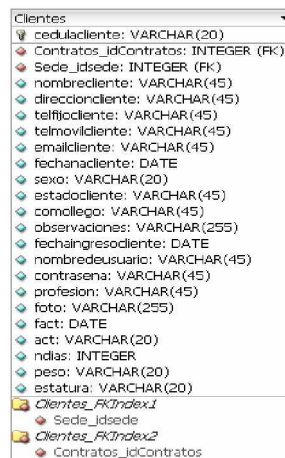 Clientes
cedulacliente: VARCHAR(20)
Contratos_idContratos: INTEGER (FK)
Sede_idsede: INTEGER (FK)
nombrecliente: VARCHAR(45)
direccioncliente: VARCHAR(45)
telfijocliente: VARCHAR(45)
telmovilcliente: VARCHAR(45)
emailcliente: VARCHAR(45)
fechanacliente: DATE
sexo: VARCHAR(20)
estadocliente: VARCHAR(45)
comollego: VARCHAR(45)
observaciones: VARCHAR(255)
fechaingresocliente: DATE
nombredeusuario: VARCHAR(45)
contrasena: VARCHAR(45)
profesion: VARCHAR(45)
foto: VARCHAR(255)
fact: DATE
act: VARCHAR(20)
ndias: INTEGER
peso: VARCHAR(20)
estatura: VARCHAR(20)
Clientes_FKIndex1
Sede_idsede
Clientes_FKIndex2
Contratos_idContratos